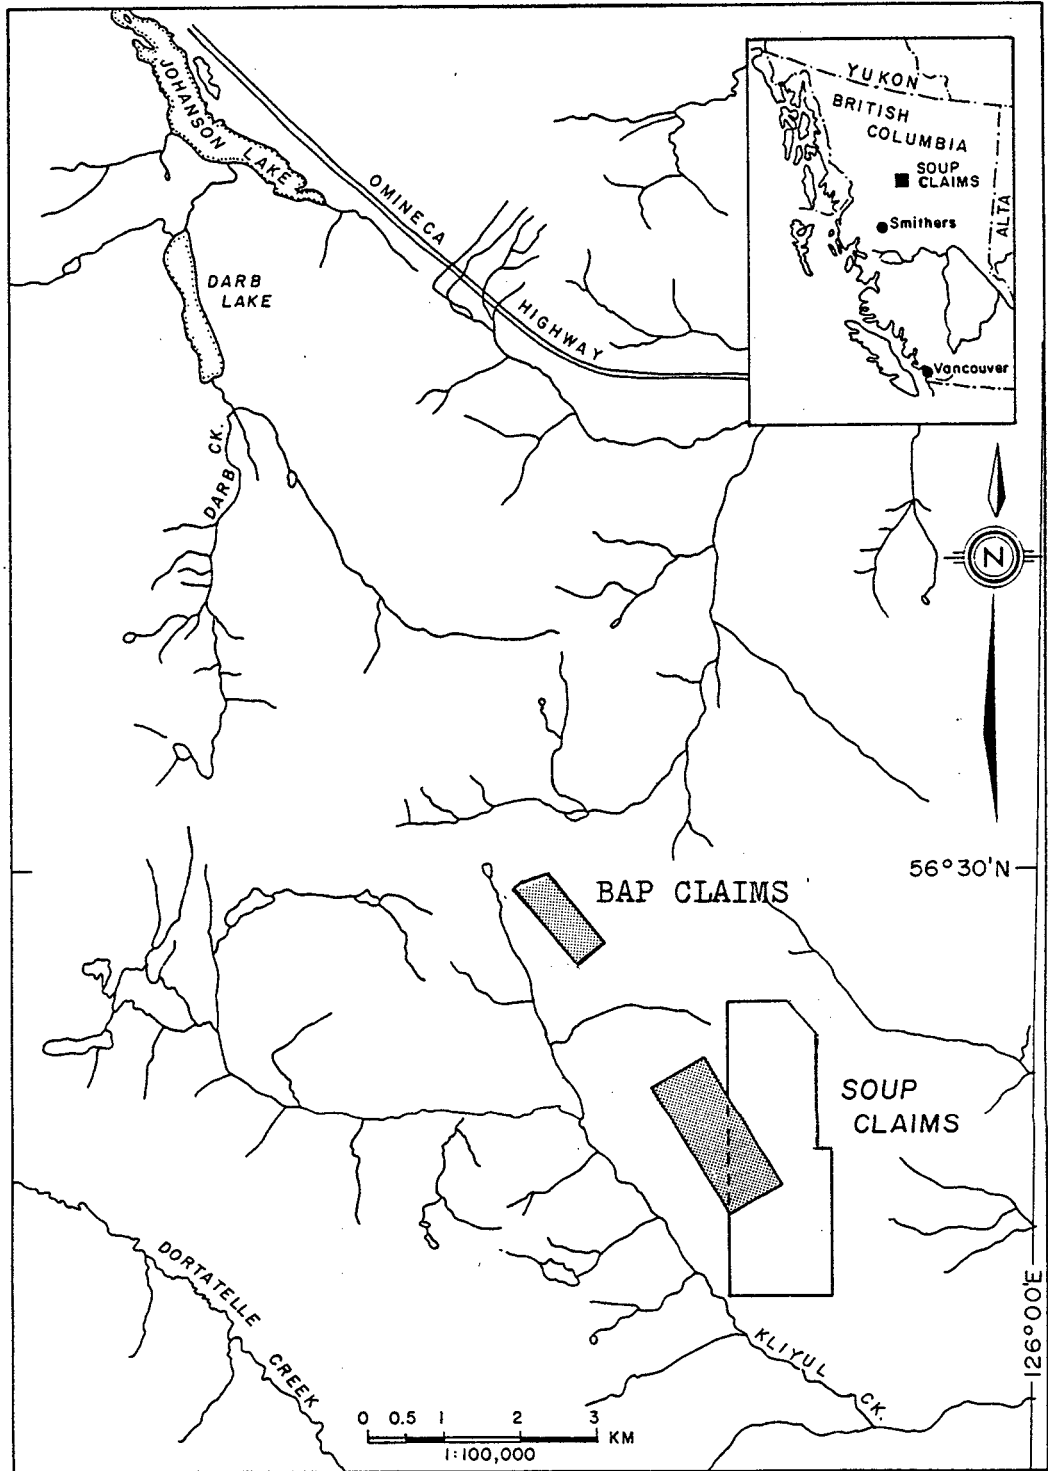 JOHANSON LAKE
OMINECA HIGHWAY
DARB
LAKE
DARB CK.
YUKON
BRITISH
COLUMBIA
SOUP
CLAIMS
ALTA
Smithers
Vancouver
N
56°30'N
BAP CLAIMS
SOUP
CLAIMS
126°00'E
DORTATELLE CREEK
KLIYUL CK.
0 0.5 1 2 3
KM
1:100,000